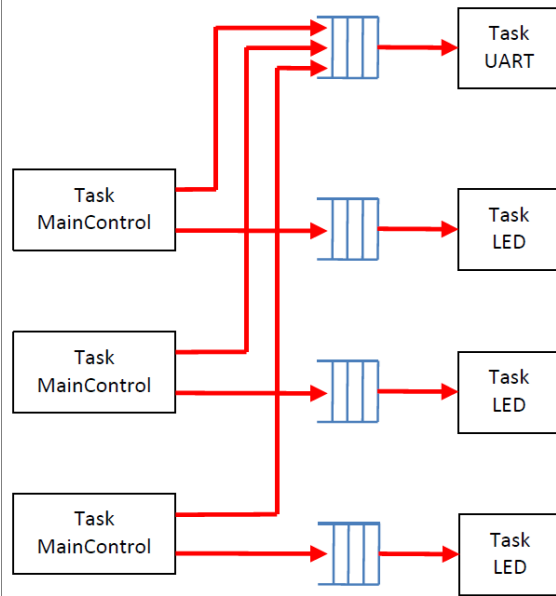 Task
UART
Task
MainControl
Task
LED
Task
MainControl
Task
LED
Task
MainControl
Task
LED